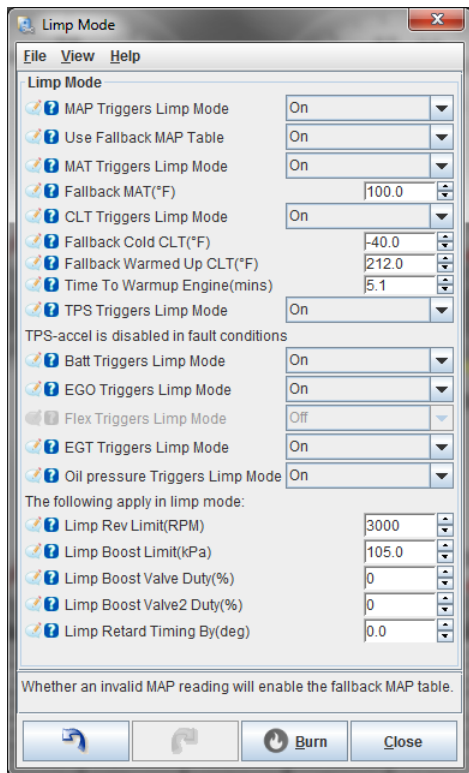 Limp Mode
File View Help
Limp Mode
MAP Triggers Limp Mode On
Use Fallback MAP Table On
MAT Triggers Limp Mode On
Fallback MAT(°F) 100.0
CLT Triggers Limp Mode On
Fallback Cold CLT(°F) -40.0
Fallback Warmed Up CLT(°F) 212.0
Time To Warmup Engine(mins) 5.1
TPS Triggers Limp Mode On
TPS-accel is disabled in fault conditions
Batt Triggers Limp Mode On
EGO Triggers Limp Mode On
Flex Triggers Limp Mode Off
EGT Triggers Limp Mode On
Oil pressure Triggers Limp Mode On
The following apply in limp mode:
Limp Rev Limit(RPM) 3000
Limp Boost Limit(kPa) 105.0
Limp Boost Valve Duty(%) 0
Limp Boost Valve2 Duty(%) 0
Limp Retard Timing By(deg) 0.0
Whether an invalid MAP reading will enable the fallback MAP table.
Burn Close